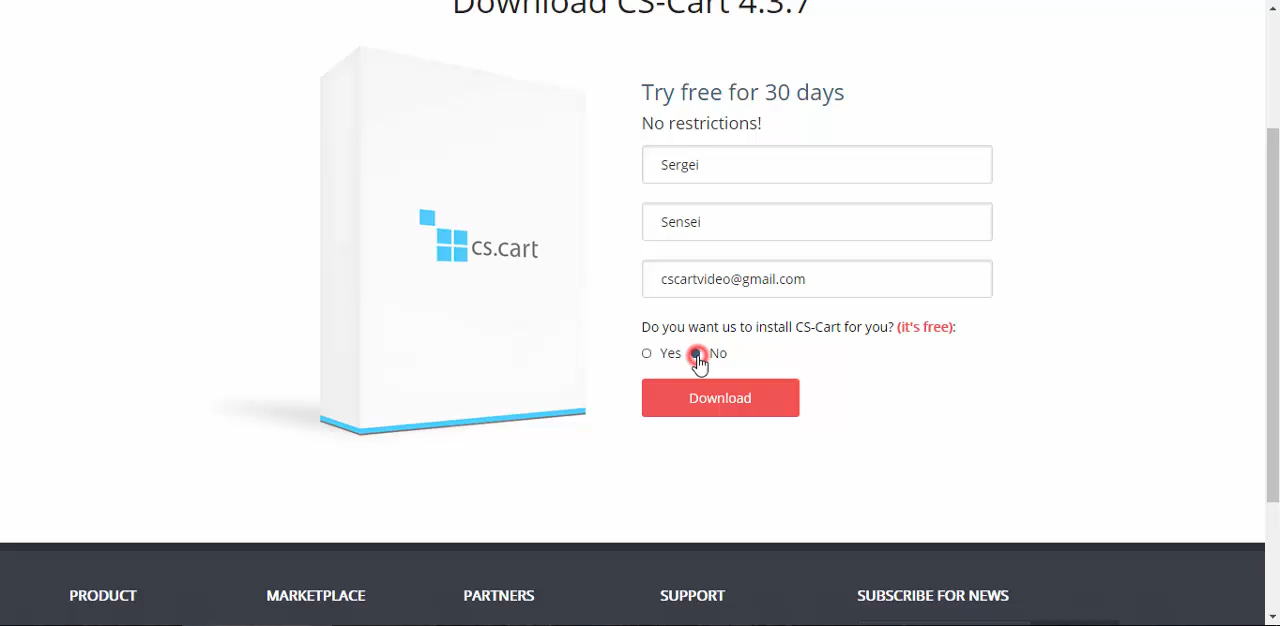 Download CS-Cart 4.3.7
Try free for 30 days
No restrictions!
Sergei
Sensei
cs.cart
cscartvideo@gmail.com
Do you want us to install CS-Cart for you? (it's free):
Yes No
Download
PRODUCT MARKETPLACE PARTNERS SUPPORT SUBSCRIBE FOR NEWS